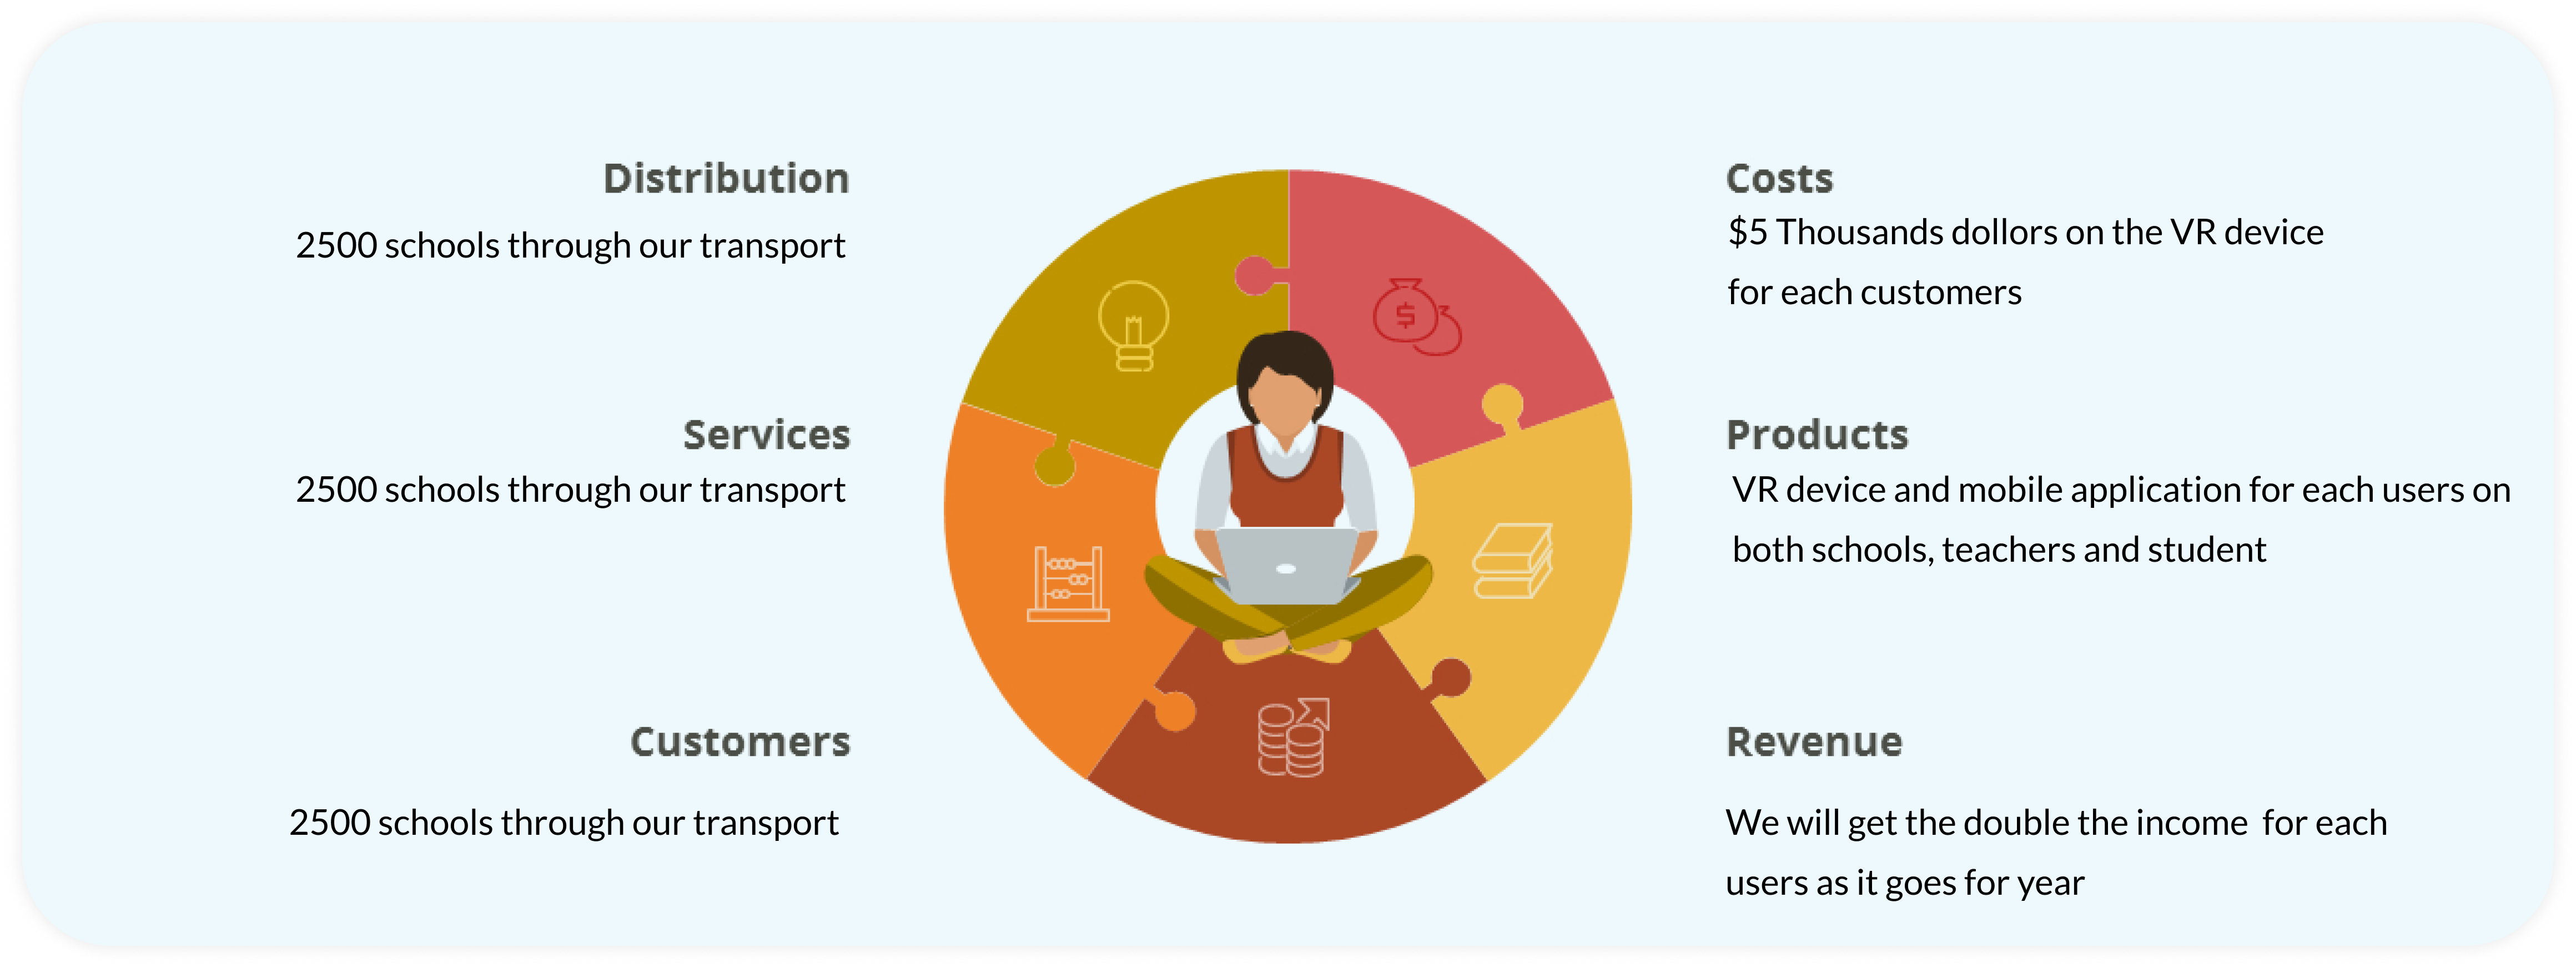 Distribution
2500 schools through our transport
Services
2500 schools through our transport
Customers
2500 schools through our transport
Costs
$5 Thousands dollors on the VR device
for each customers
Products
VR device and mobile application for each users on
both schools, teachers and student
Revenue
We will get the double the income  for each
users as it goes for year
$